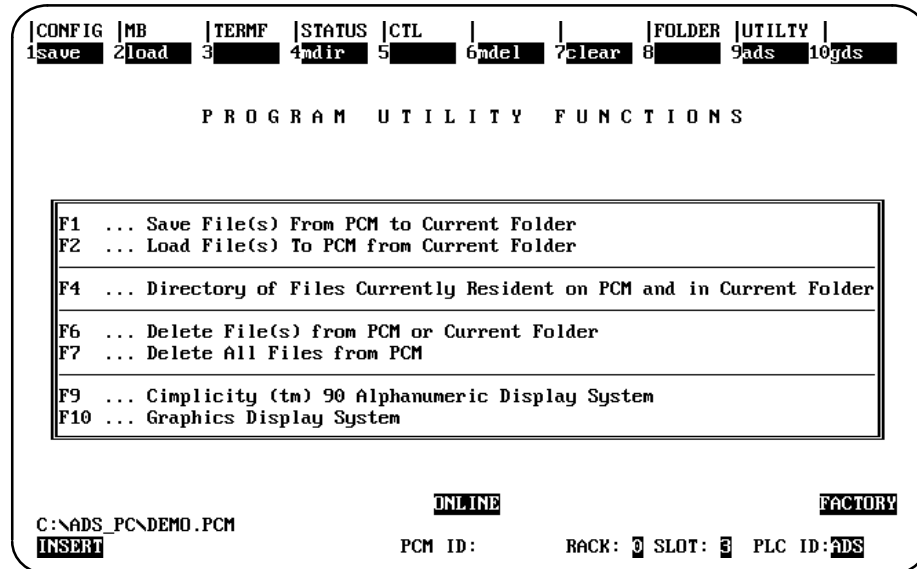 |CONFIG |MB |TERMF |STATUS |CTL | | |FOLDER |UTILTY |
1save 2load 3 4mdir 5 6mdel 7clear 8 9ads 10gds
P R O G R A M U T I L I T Y F U N C T I O N S
F1 ... Save File(s) From PCM to Current Folder
F2 ... Load File(s) To PCM from Current Folder
F4 ... Directory of Files Currently Resident on PCM and in Current Folder
F6 ... Delete File(s) from PCM or Current Folder
F7 ... Delete All Files from PCM
F9 ... Cimplicity (tm) 90 Alphanumeric Display System
F10 ... Graphics Display System
ONLINE FACTORY
C:\ADS_PC\DEMO.PCM
INSERT PCM ID: RACK: 0 SLOT: 3 PLC ID:ADS